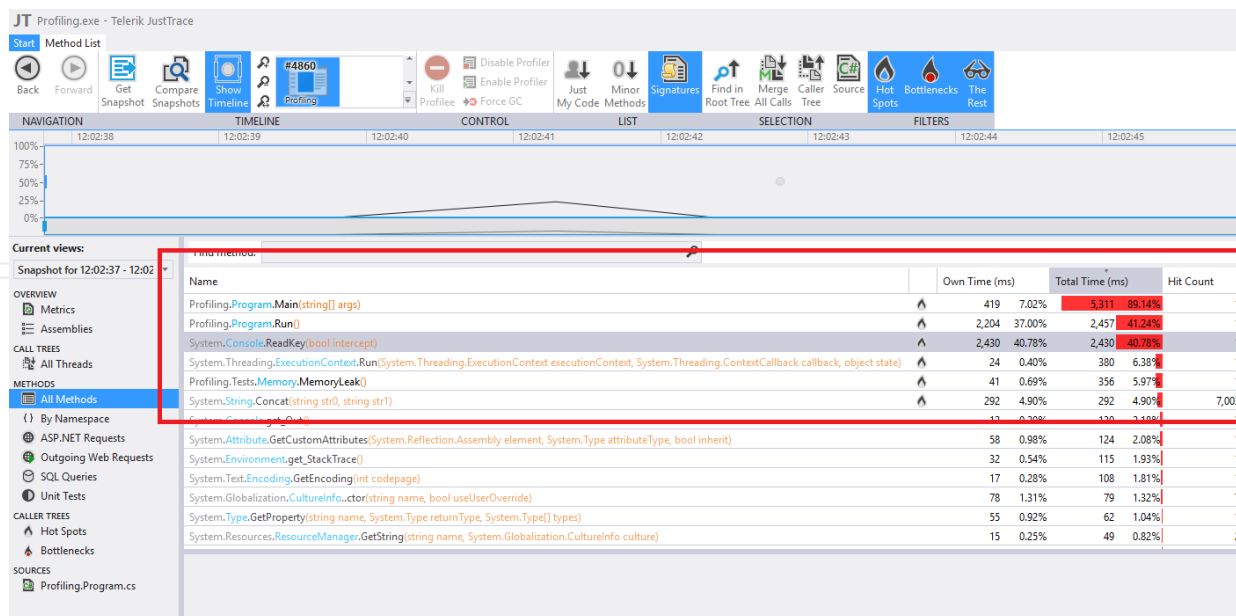 JT Profiling.exe - Telerik JustTrace
Start Method List
Back Forward Get Snapshot Compare Snapshots Show Timeline #4860 Profiling Kill Profilee Disable Profiler Enable Profiler Force GC Just My Code 0 Minor Methods Signatures Find in Root Tree Merge All Calls Caller Tree C# Source Hot Spots Bottlenecks The Rest
NAVIGATION TIMELINE CONTROL LIST SELECTION FILTERS
12:02:38 12:02:39 12:02:40 12:02:41 12:02:42 12:02:43 12:02:44 12:02:45
100%
75%
50%
25%
0%
Current views:
Snapshot for 12:02:37 - 12:02
OVERVIEW
Metrics
Assemblies
CALL TREES
All Threads
METHODS
All Methods
{ } By Namespace
ASP.NET Requests
Outgoing Web Requests
SQL Queries
Unit Tests
CALLER TREES
Hot Spots
Bottlenecks
SOURCES
Profiling.Program.cs
Find method:
Name Own Time (ms) Total Time (ms) Hit Count
Profiling.Program.Main(string[] args) 419 7.02% 5,311 89.14%
Profiling.Program.Run() 2,204 37.00% 2,457 41.24%
System.Console.ReadKey(bool intercept) 2,430 40.78% 2,430 40.78%
System.Threading.ExecutionContext.Run(System.Threading.ExecutionContext executionContext, System.Threading.ContextCallback callback, object state) 24 0.40% 380 6.38%
Profiling.Tests.Memory.MemoryLeak() 41 0.69% 356 5.97%
System.String.Concat(string str0, string str1) 292 4.90% 292 4.90% 7,00
System.Console.get_Out()
System.Attribute.GetCustomAttributes(System.Reflection.Assembly element, System.Type attributeType, bool inherit) 58 0.98% 124 2.08%
System.Environment.get_StackTrace() 32 0.54% 115 1.93%
System.Text.Encoding.GetEncoding(int codepage) 17 0.28% 108 1.81%
System.Globalization.CultureInfo..ctor(string name, bool useUserOverride) 78 1.31% 79 1.32%
System.Type.GetProperty(string name, System.Type returnType, System.Type[] types) 55 0.92% 62 1.04%
System.Resources.ResourceManager.GetString(string name, System.Globalization.CultureInfo culture) 15 0.25% 49 0.82%